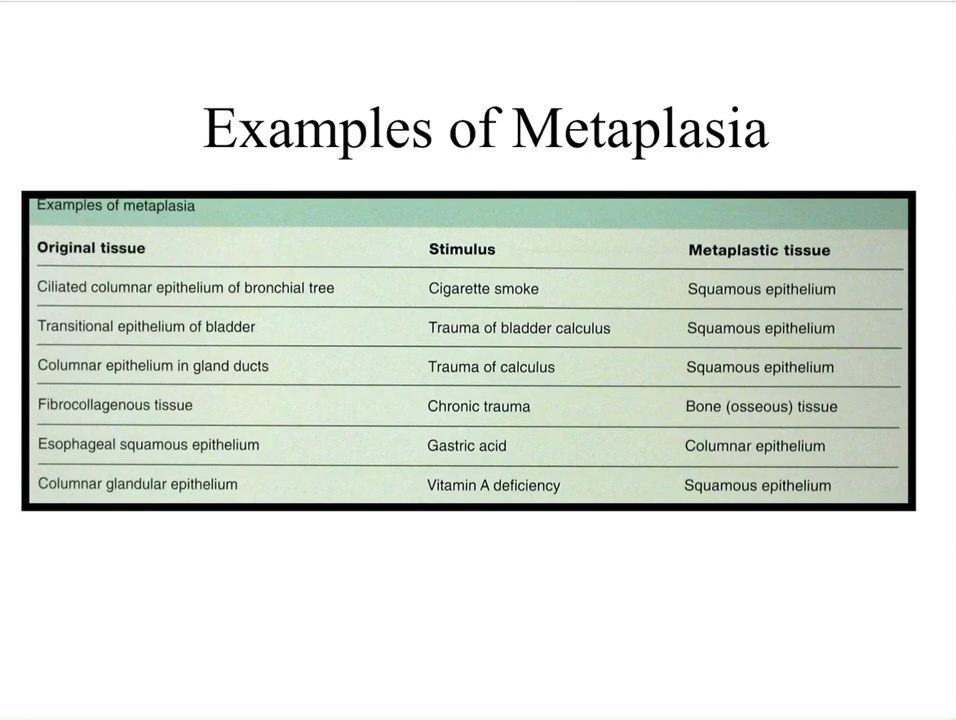 Examples of Metaplasia
Examples of metaplasia
Original tissue Stimulus Metaplastic tissue
Ciliated columnar epithelium of bronchial tree Cigarette smoke Squamous epithelium
Transitional epithelium of bladder Trauma of bladder calculus Squamous epithelium
Columnar epithelium in gland ducts Trauma of calculus Squamous epithelium
Fibrocollagenous tissue Chronic trauma Bone (osseous) tissue
Esophageal squamous epithelium Gastric acid Columnar epithelium
Columnar glandular epithelium Vitamin A deficiency Squamous epithelium